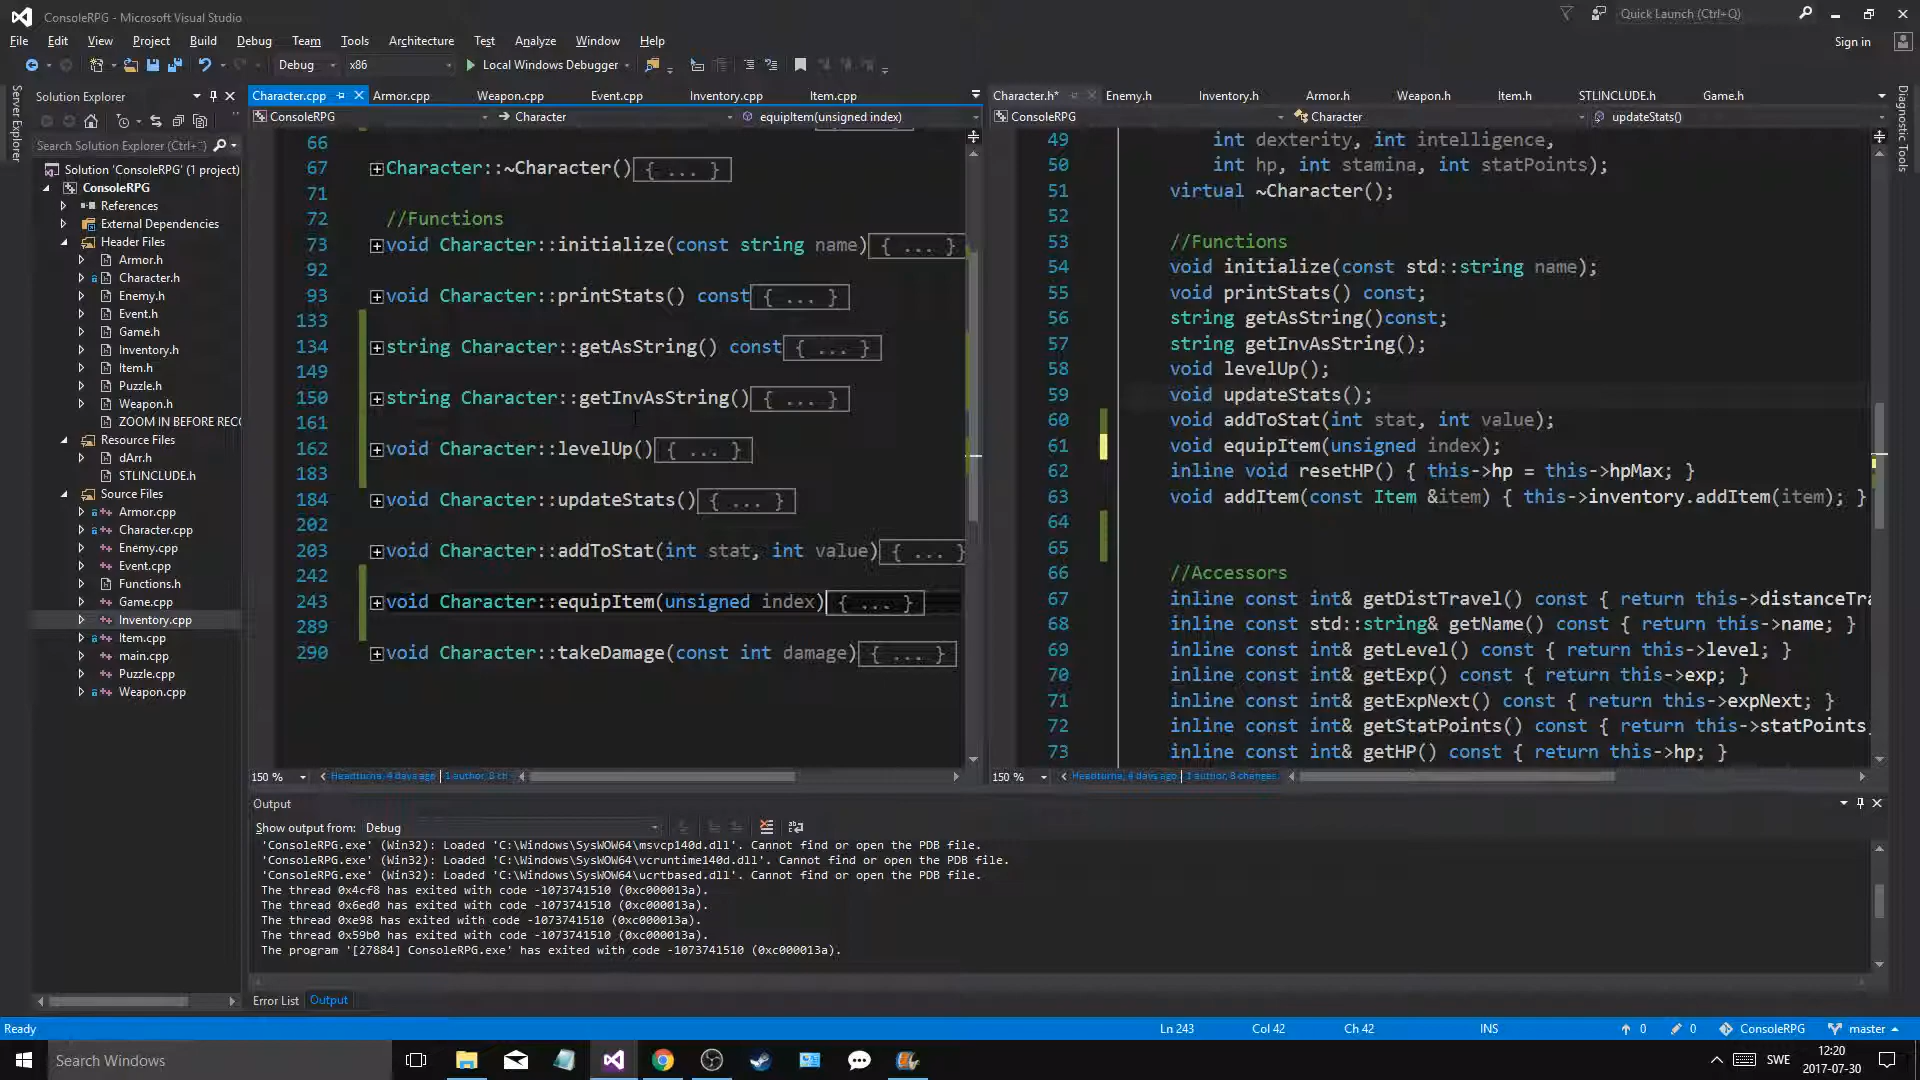 ConsoleRPG - Microsoft Visual Studio
Quick Launch (Ctrl+Q)
File Edit View Project Build Debug Team Tools Architecture Test Analyze Window Help
Sign in
Debug x86 Local Windows Debugger
Server Explorer
Solution Explorer
Search Solution Explorer (Ctrl+
Solution 'ConsoleRPG' (1 project)
ConsoleRPG
References
External Dependencies
Header Files
Armor.h
Character.h
Enemy.h
Event.h
Game.h
Inventory.h
Item.h
Puzzle.h
Weapon.h
ZOOM IN BEFORE RECO
Resource Files
dArr.h
STLINCLUDE.h
Source Files
Armor.cpp
Character.cpp
Enemy.cpp
Event.cpp
Functions.h
Game.cpp
Inventory.cpp
Item.cpp
main.cpp
Puzzle.cpp
Weapon.cpp
Character.cpp Armor.cpp Weapon.cpp Event.cpp Inventory.cpp Item.cpp
ConsoleRPG Character equipItem(unsigned index)
66
67 Character::~Character(){ ... }
71
72 //Functions
73 void Character::initialize(const string name){ ... }
92
93 void Character::printStats() const{ ... }
133
134 string Character::getAsString() const{ ... }
149
150 string Character::getInvAsString(){ ... }
161
162 void Character::levelUp(){ ... }
183
184 void Character::updateStats(){ ... }
202
203 void Character::addToStat(int stat, int value){ ... }
242
243 void Character::equipItem(unsigned index){ ... }
289
290 void Character::takeDamage(const int damage){ ... }
150 % Headturna, 4 days ago | 1 author, 8 ch
Character.h* Enemy.h Inventory.h Armor.h Weapon.h Item.h STLINCLUDE.h Game.h
ConsoleRPG Character updateStats()
49 int dexterity, int intelligence,
50 int hp, int stamina, int statPoints);
51 virtual ~Character();
52
53 //Functions
54 void initialize(const std::string name);
55 void printStats() const;
56 string getAsString()const;
57 string getInvAsString();
58 void levelUp();
59 void updateStats();
60 void addToStat(int stat, int value);
61 void equipItem(unsigned index);
62 inline void resetHP() { this->hp = this->hpMax; }
63 void addItem(const Item &item) { this->inventory.addItem(item); }
64
65
66 //Accessors
67 inline const int& getDistTravel() const { return this->distanceTra
68 inline const std::string& getName() const { return this->name; }
69 inline const int& getLevel() const { return this->level; }
70 inline const int& getExp() const { return this->exp; }
71 inline const int& getExpNext() const { return this->expNext; }
72 inline const int& getStatPoints() const { return this->statPoints
73 inline const int& getHP() const { return this->hp; }
150 % Headturna, 4 days ago | 1 author, 8 changes
Diagnostic Tools
Output
Show output from: Debug
'ConsoleRPG.exe' (Win32): Loaded 'C:\Windows\SysWOW64\msvcp140d.dll'. Cannot find or open the PDB file.
'ConsoleRPG.exe' (Win32): Loaded 'C:\Windows\SysWOW64\vcruntime140d.dll'. Cannot find or open the PDB file.
'ConsoleRPG.exe' (Win32): Loaded 'C:\Windows\SysWOW64\ucrtbased.dll'. Cannot find or open the PDB file.
The thread 0x4cf8 has exited with code -1073741510 (0xc000013a).
The thread 0x6ed0 has exited with code -1073741510 (0xc000013a).
The thread 0xe98 has exited with code -1073741510 (0xc000013a).
The thread 0x59b0 has exited with code -1073741510 (0xc000013a).
The program '[27884] ConsoleRPG.exe' has exited with code -1073741510 (0xc000013a).
Error List Output
Ready Ln 243 Col 42 Ch 42 INS 0 0 ConsoleRPG master
Search Windows
SWE
12:20
2017-07-30